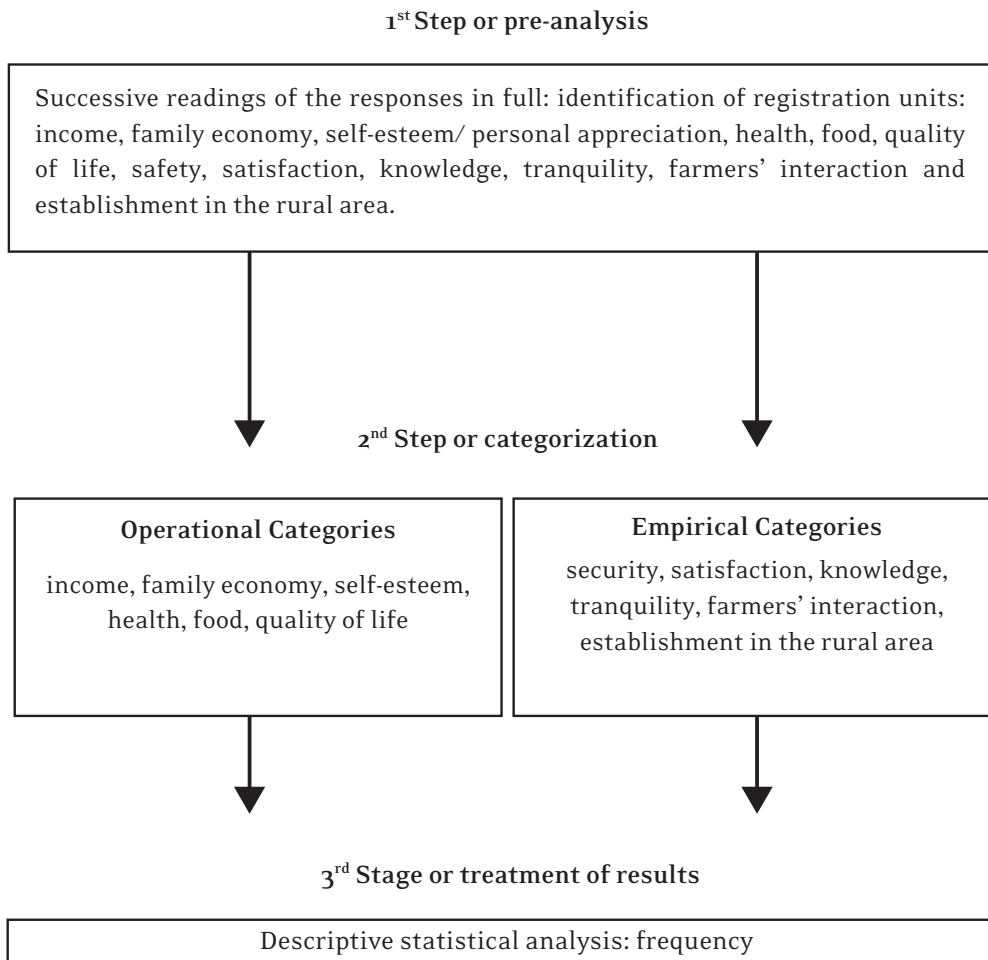 1st Step or pre-analysis
Successive readings of the responses in full: identification of registration units:
income, family economy, self-esteem/ personal appreciation, health, food, quality
of life, safety, satisfaction, knowledge, tranquility, farmers’ interaction and
establishment in the rural area.
2nd Step or categorization
Operational Categories
income, family economy, self-esteem,
health, food, quality of life
Empirical Categories
security, satisfaction, knowledge,
tranquility, farmers’ interaction,
establishment in the rural area
3rd Stage or treatment of results
Descriptive statistical analysis: frequency